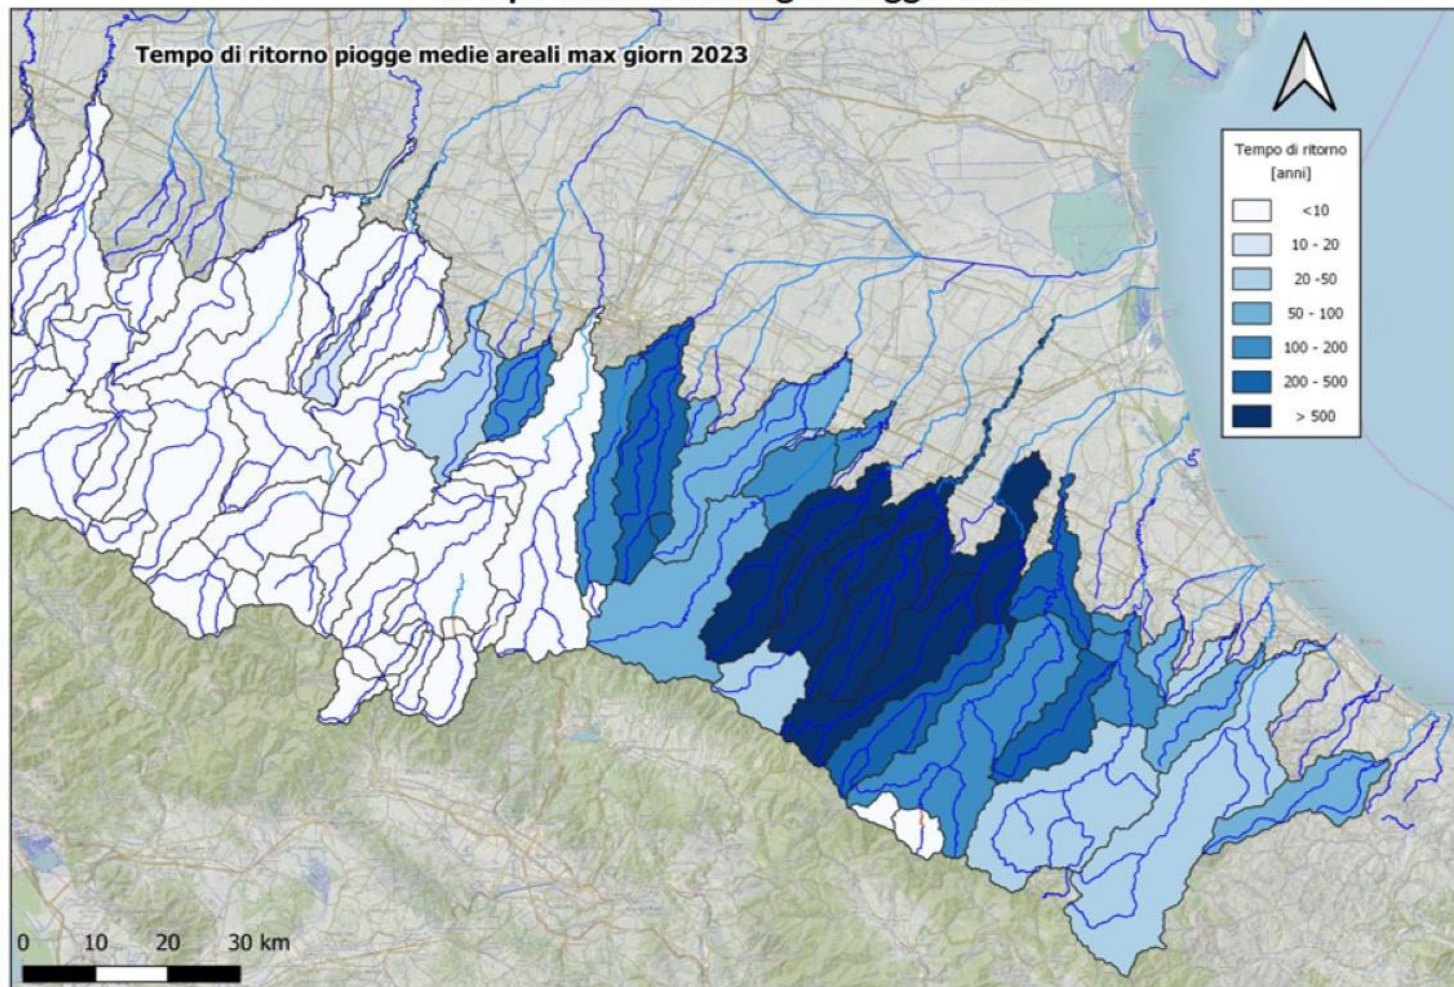 Tempo di ritorno piogge medie areali max giorn 2023
Tempo di ritorno
[anni]
<10
10 - 20
20 -50
50 - 100
100 - 200
200 - 500
> 500
0 10 20 30 km